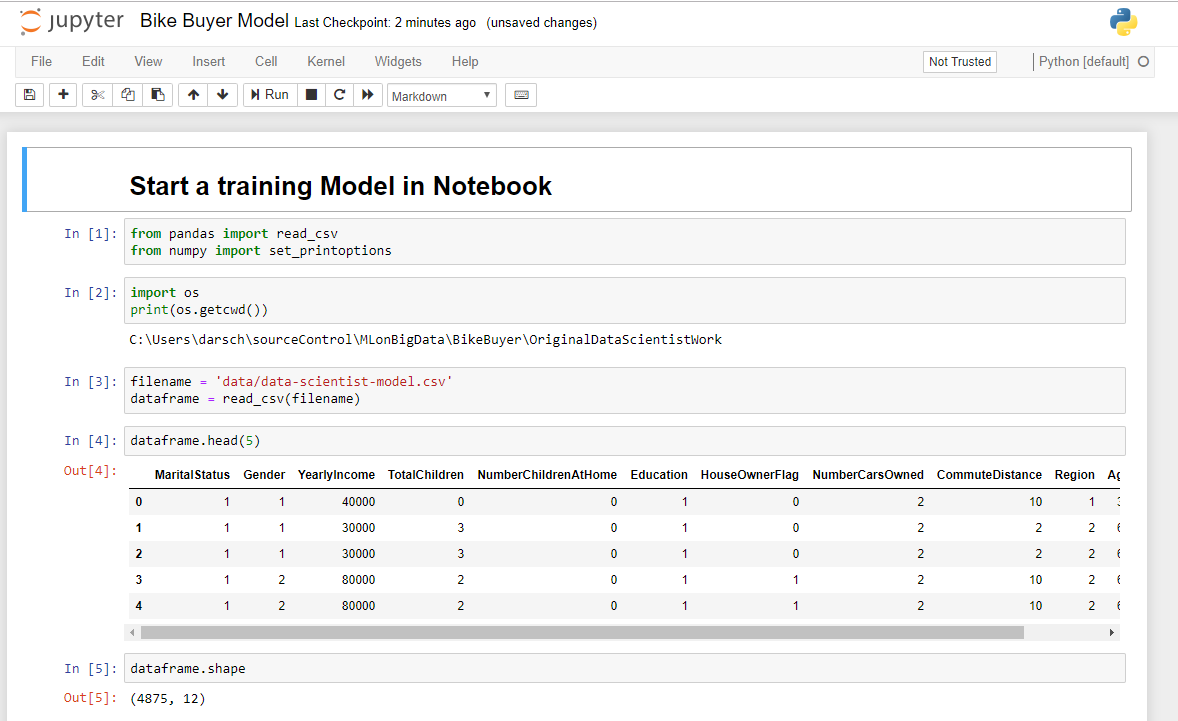 jupyter Bike Buyer Model Last Checkpoint: 2 minutes ago (unsaved changes)
File Edit View Insert Cell Kernel Widgets Help Not Trusted Python [default]
Run Markdown
Start a training Model in Notebook
In [1]: from pandas import read_csv
from numpy import set_printoptions
In [2]: import os
print(os.getcwd())
C:\Users\darsch\sourceControl\MLonBigData\BikeBuyer\OriginalDataScientistWork
In [3]: filename = 'data/data-scientist-model.csv'
dataframe = read_csv(filename)
In [4]: dataframe.head(5)
Out[4]:
MaritalStatus Gender YearlyIncome TotalChildren NumberChildrenAtHome Education HouseOwnerFlag NumberCarsOwned CommuteDistance Region
0 1 1 40000 0 0 1 0 2 10 1
1 1 1 30000 3 0 1 0 2 2 2
2 1 1 30000 3 0 1 0 2 2 2
3 1 2 80000 2 0 1 1 2 10 2
4 1 2 80000 2 0 1 1 2 10 2
In [5]: dataframe.shape
Out[5]: (4875, 12)